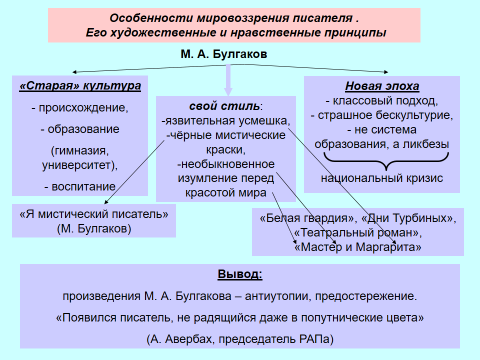 Особенности мировоззрения писателя .
Его художественные и нравственные принципы
М. А. Булгаков
«Старая» культура
- происхождение,
- образование
(гимназия,
университет),
- воспитание
свой стиль:
-язвительная усмешка,
-чёрные мистические
краски,
-необыкновенное
изумление перед
красотой мира
Новая эпоха
- классовый подход,
- страшное бескультурие,
- не система
образования, а ликбезы
национальный кризис
«Я мистический писатель»
(М. Булгаков)
«Белая гвардия», «Дни Турбиных»,
«Театральный роман»,
«Мастер и Маргарита»
Вывод:
произведения М. А. Булгакова – антиутопии, предостережение.
«Появился писатель, не рядящийся даже в попутнические цвета»
(А. Авербах, председатель РАПа)